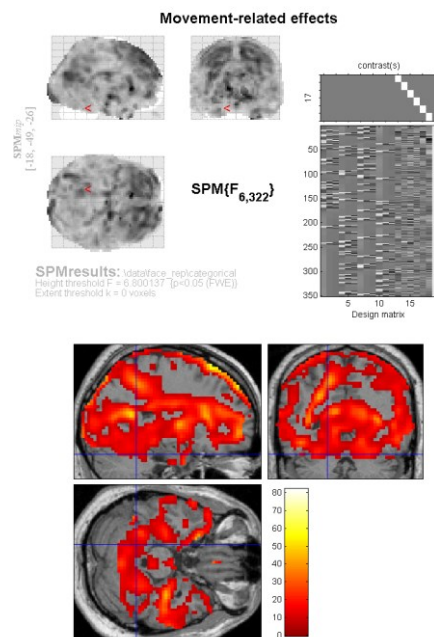 Movement-related effects
SPMmip
[-18, -49, -26]
<
<
<
SPM{F6,322}
contrast(s)
17
50
100
150
200
250
300
350
5 10 15
Design matrix
SPMresults: .\data\face_rep\categorical
Height threshold F = 6.800137 {p<0.05 (FWE)}
Extent threshold k = 0 voxels
80
70
60
50
40
30
20
10
0